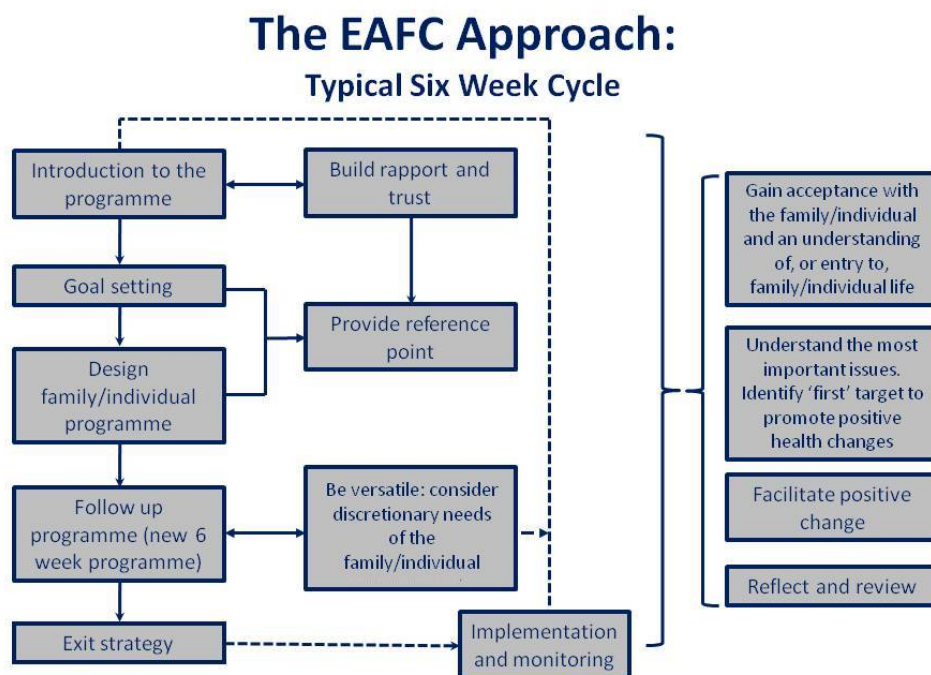 The EAFC Approach:
Typical Six Week Cycle
Introduction to the
programme
Build rapport and
trust
Goal setting
Provide reference
point
Design
family/individual
programme
Follow up
programme (new 6
week programme)
Be versatile: consider
discretionary needs
of the
family/individual
Exit strategy
Implementation
and monitoring
Gain acceptance with
the family/individual
and an understanding
of, or entry to,
family/individual life
Understand the most
important issues.
Identify ‘first’ target to
promote positive
health changes
Facilitate positive
change
Reflect and review